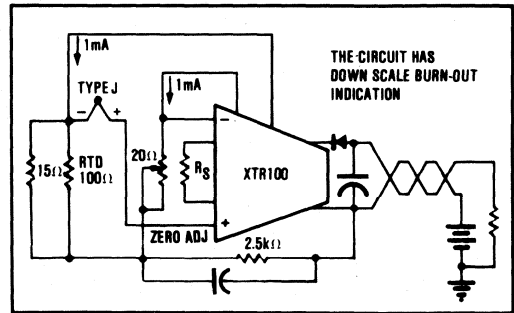 1mA
1mA
THE CIRCUIT HAS
DOWN SCALE BURN-OUT
INDICATION
TYPE J
- +
-
15Ω
RTD
100Ω
20Ω
RS
XTR100
+
ZERO ADJ
2.5kΩ